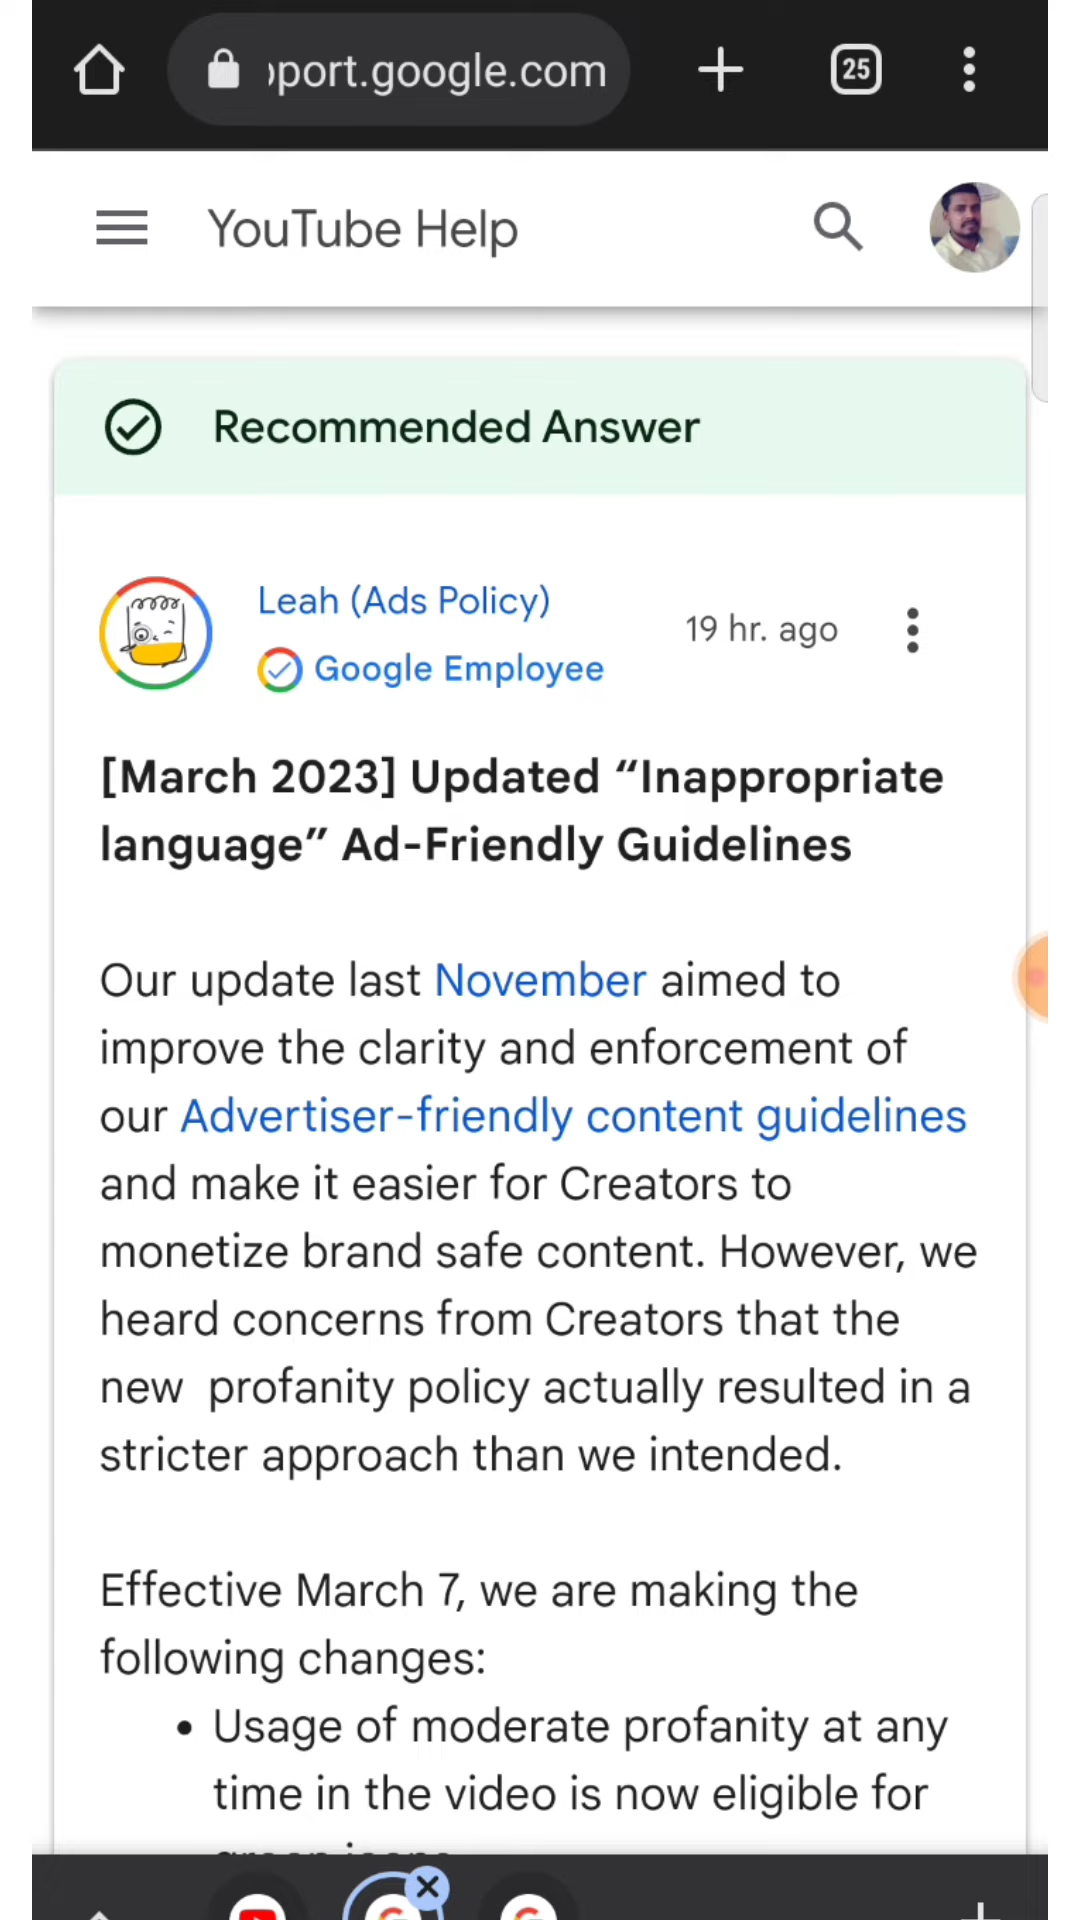 port.google.com
25
YouTube Help
Recommended Answer
Leah (Ads Policy)
19 hr. ago
Google Employee
[March 2023] Updated “Inappropriate
language” Ad-Friendly Guidelines
Our update last November aimed to
improve the clarity and enforcement of
our Advertiser-friendly content guidelines
and make it easier for Creators to
monetize brand safe content. However, we
heard concerns from Creators that the
new  profanity policy actually resulted in a
stricter approach than we intended.
Effective March 7, we are making the
following changes:
• Usage of moderate profanity at any
time in the video is now eligible for